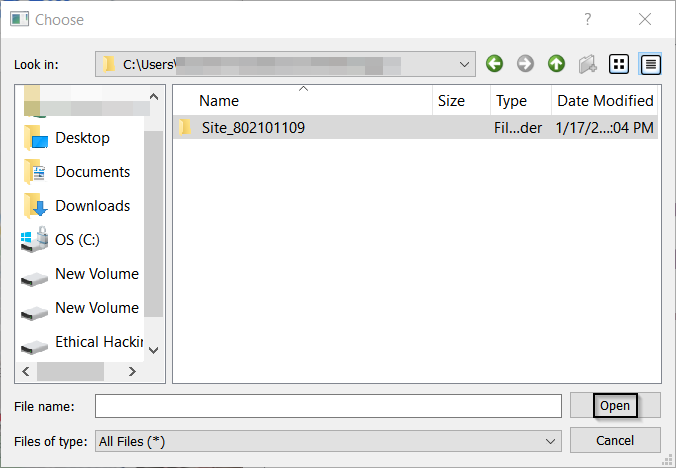 Choose
Look in: C:\Users\
Name Size Type Date Modified
Site_802101109 Fil...der 1/17/2...:04 PM
Desktop
Documents
Downloads
OS (C:)
New Volume
New Volume
Ethical Hackin
File name: Open
Files of type: All Files (*) Cancel